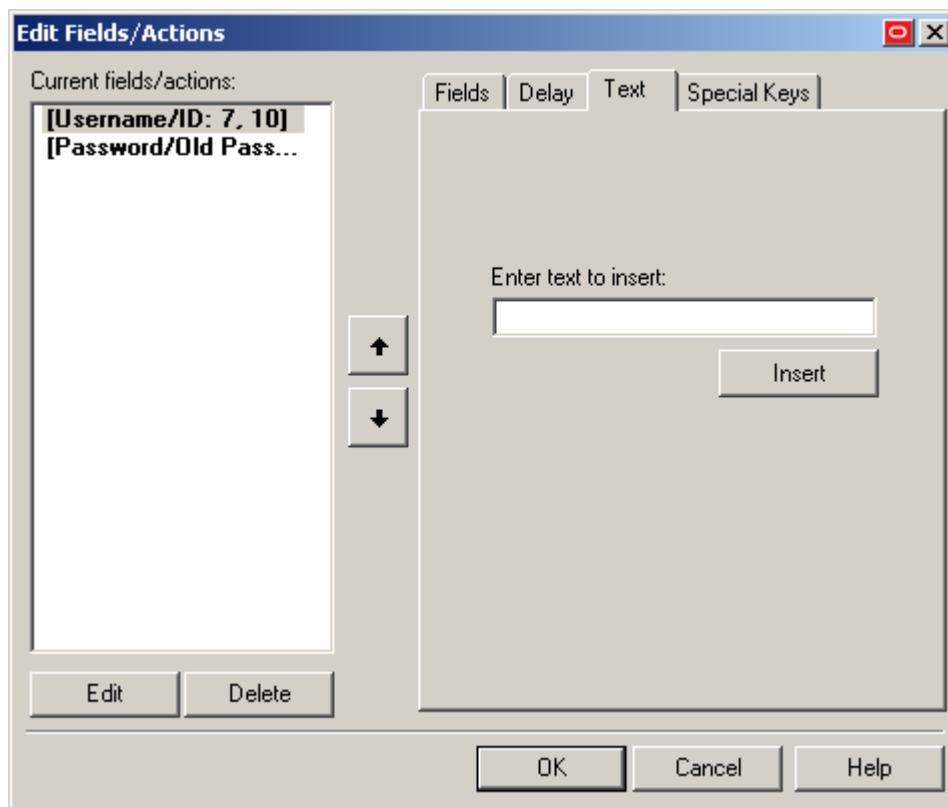 Edit Fields/Actions
Current fields/actions:
[Username/ID: 7, 10]
[Password/Old Pass...
Fields
Delay
Text
Special Keys
Enter text to insert:
Insert
Edit
Delete
OK
Cancel
Help